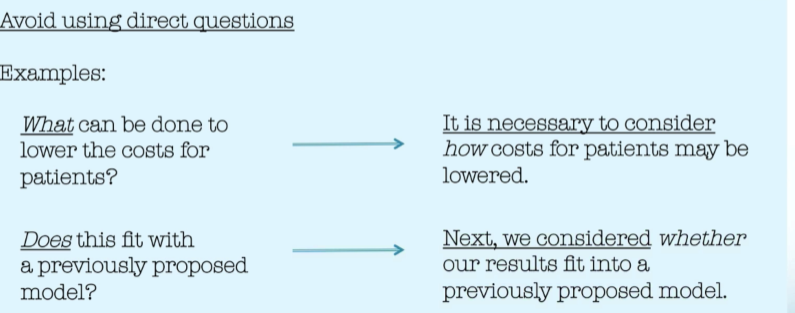 Avoid using direct questions
Examples:
What can be done to
lower the costs for
patients?
It is necessary to consider
how costs for patients may be
lowered.
Does this fit with
a previously proposed
model?
Next, we considered whether
our results fit into a
previously proposed model.